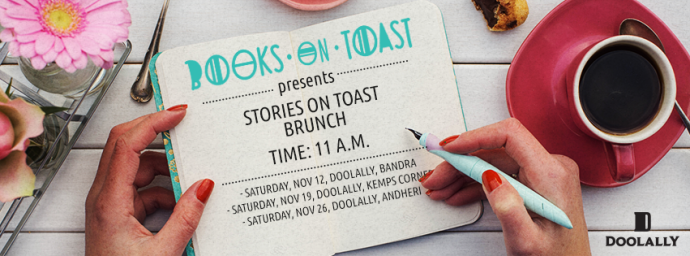 BOOKS·ON·TOAST
presents
STORIES ON TOAST
BRUNCH
TIME: 11 A.M.
- SATURDAY, NOV 12, DOOLALLY, BANDRA
- SATURDAY, NOV 19, DOOLALLY, KEMPS CORNER
- SATURDAY, NOV 26, DOOLALLY, ANDHERI
D
DOOLALLY